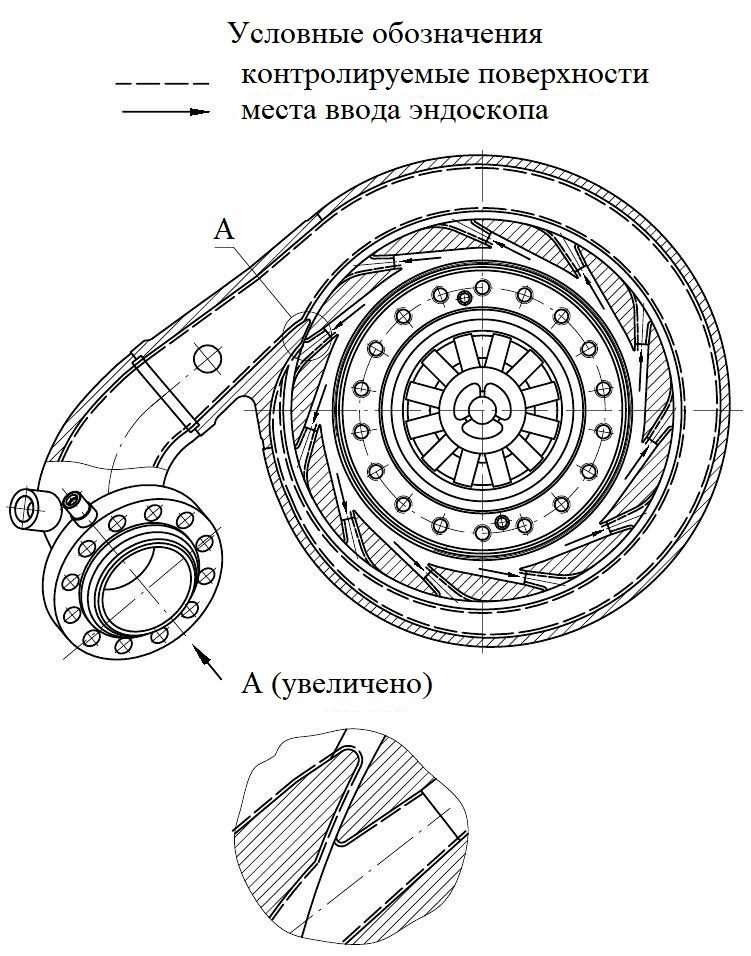 Условные обозначения
контролируемые поверхности
места ввода эндоскопа
А
А (увеличено)